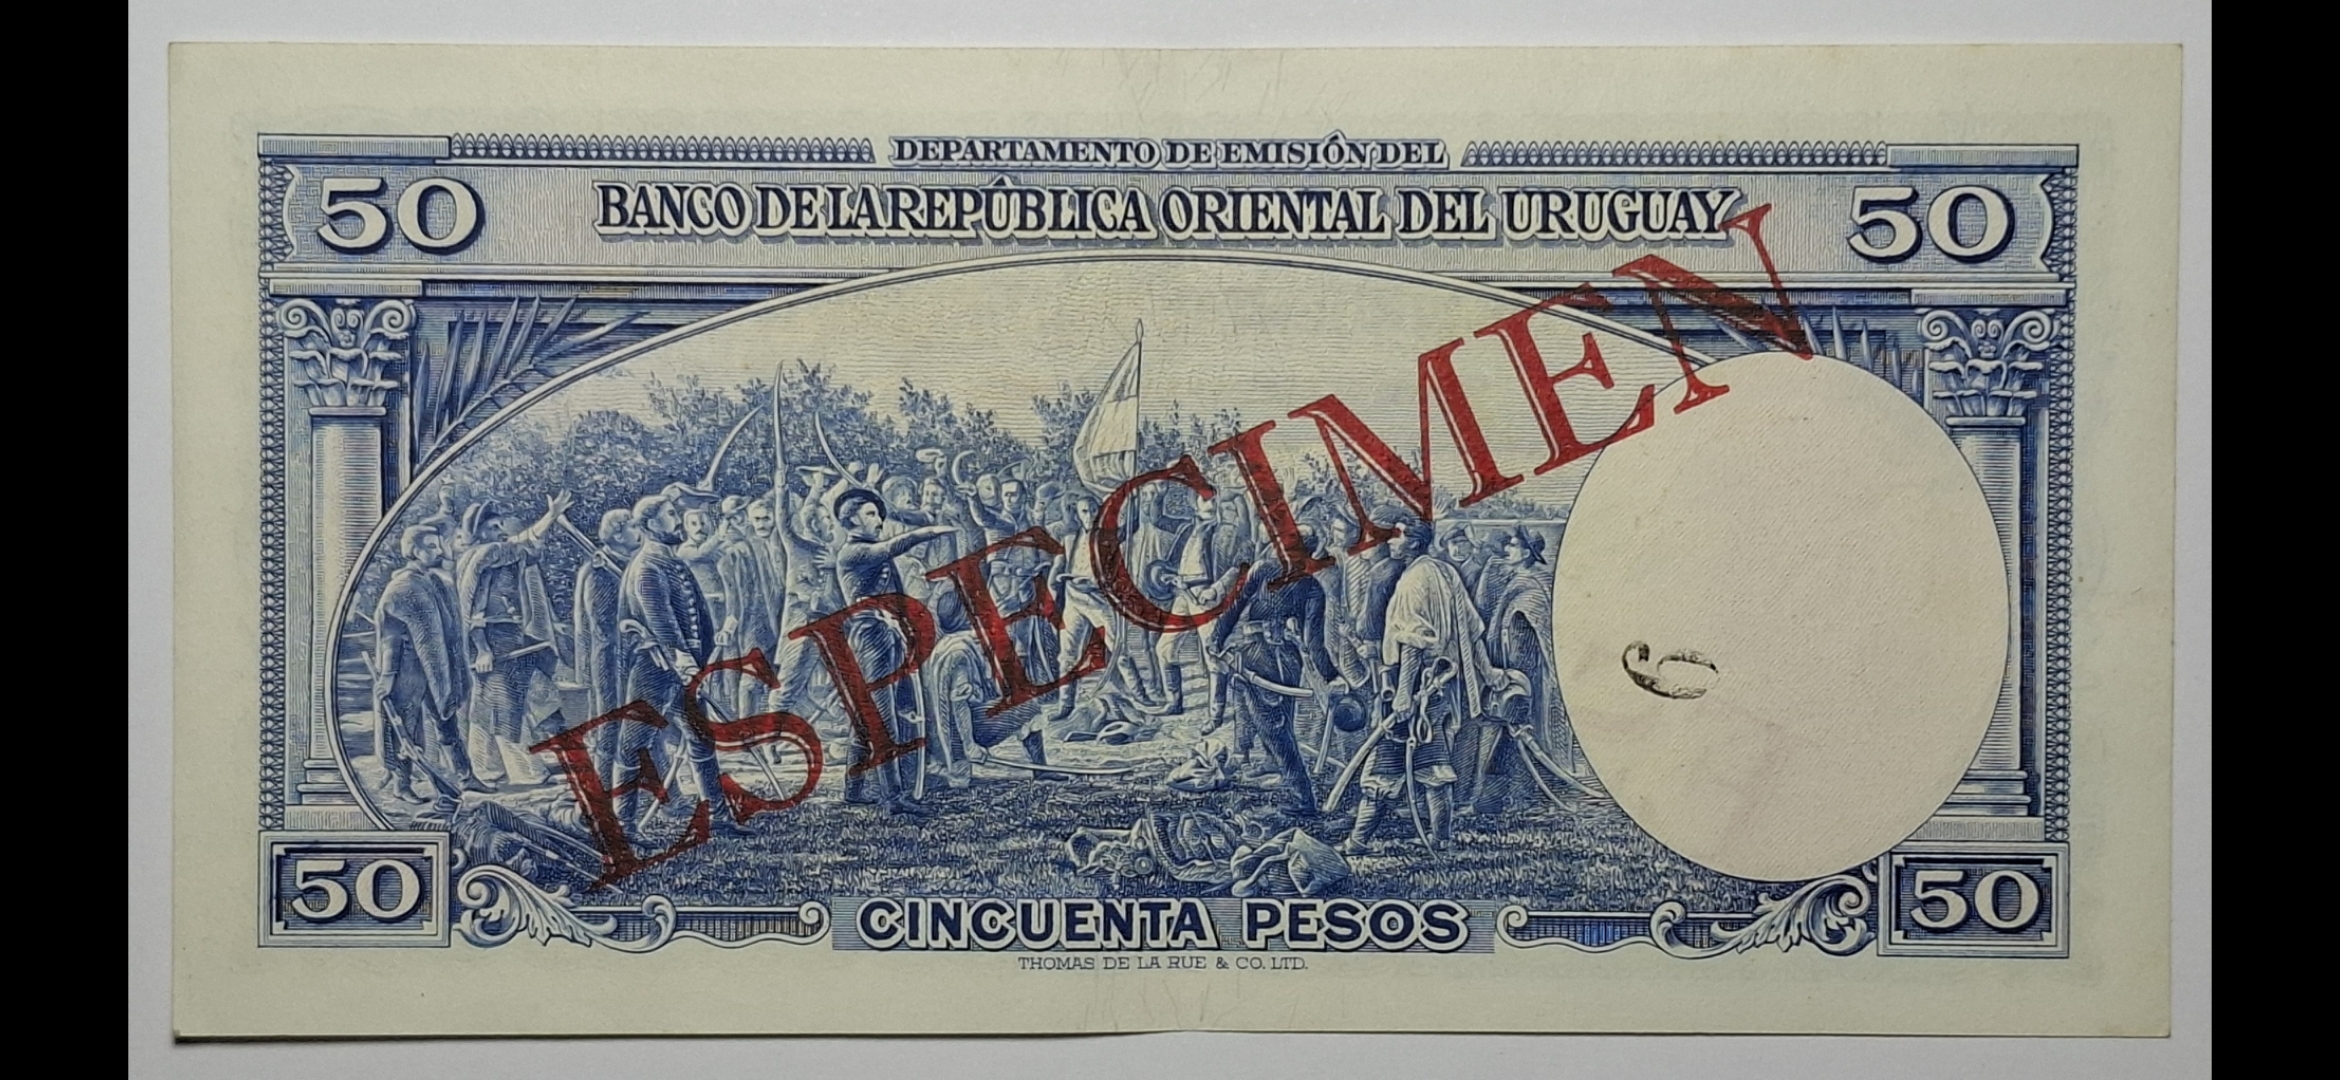 DEPARTAMENTO DE EMISIÓN DEL
50 BANCO DE LA REPÚBLICA ORIENTAL DEL URUGUAY 50
ESPECIMEN
6
50 CINCUENTA PESOS 50
THOMAS DE LA RUE & CO. LTD.